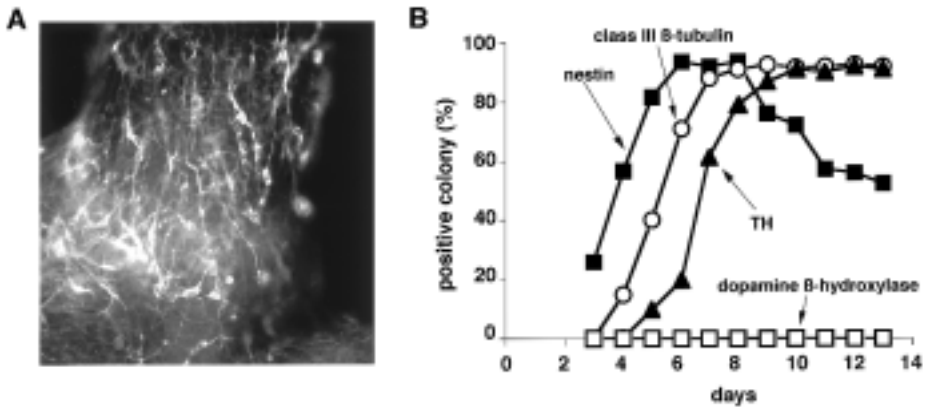 A
B
class III ß-tubulin
nestin
TH
dopamine ß-hydroxylase
positive colony (%)
100
80
60
40
20
0
0 2 4 6 8 10 12 14
days